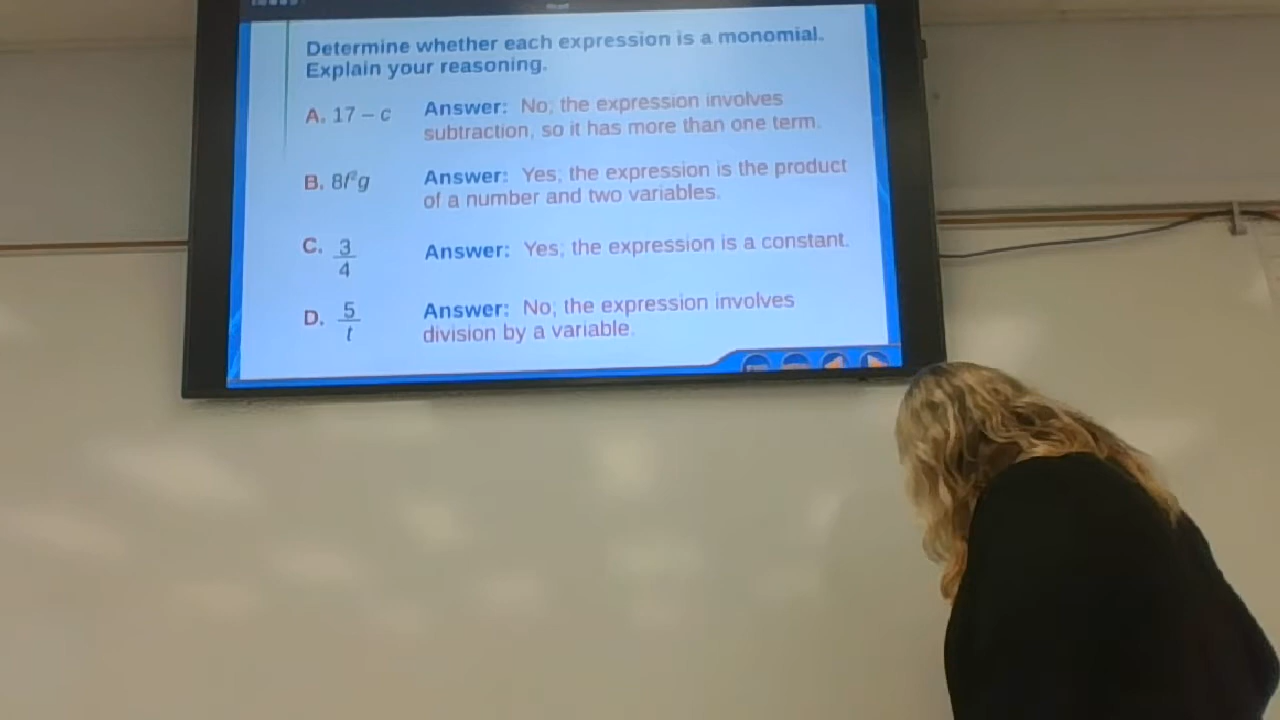 Determine whether each expression is a monomial.
Explain your reasoning.
A. 17 – c Answer: No; the expression involves
subtraction, so it has more than one term.
B. 8f²g Answer: Yes; the expression is the product
of a number and two variables.
C. 3/4 Answer: Yes; the expression is a constant.
D. 5/t Answer: No; the expression involves
division by a variable.